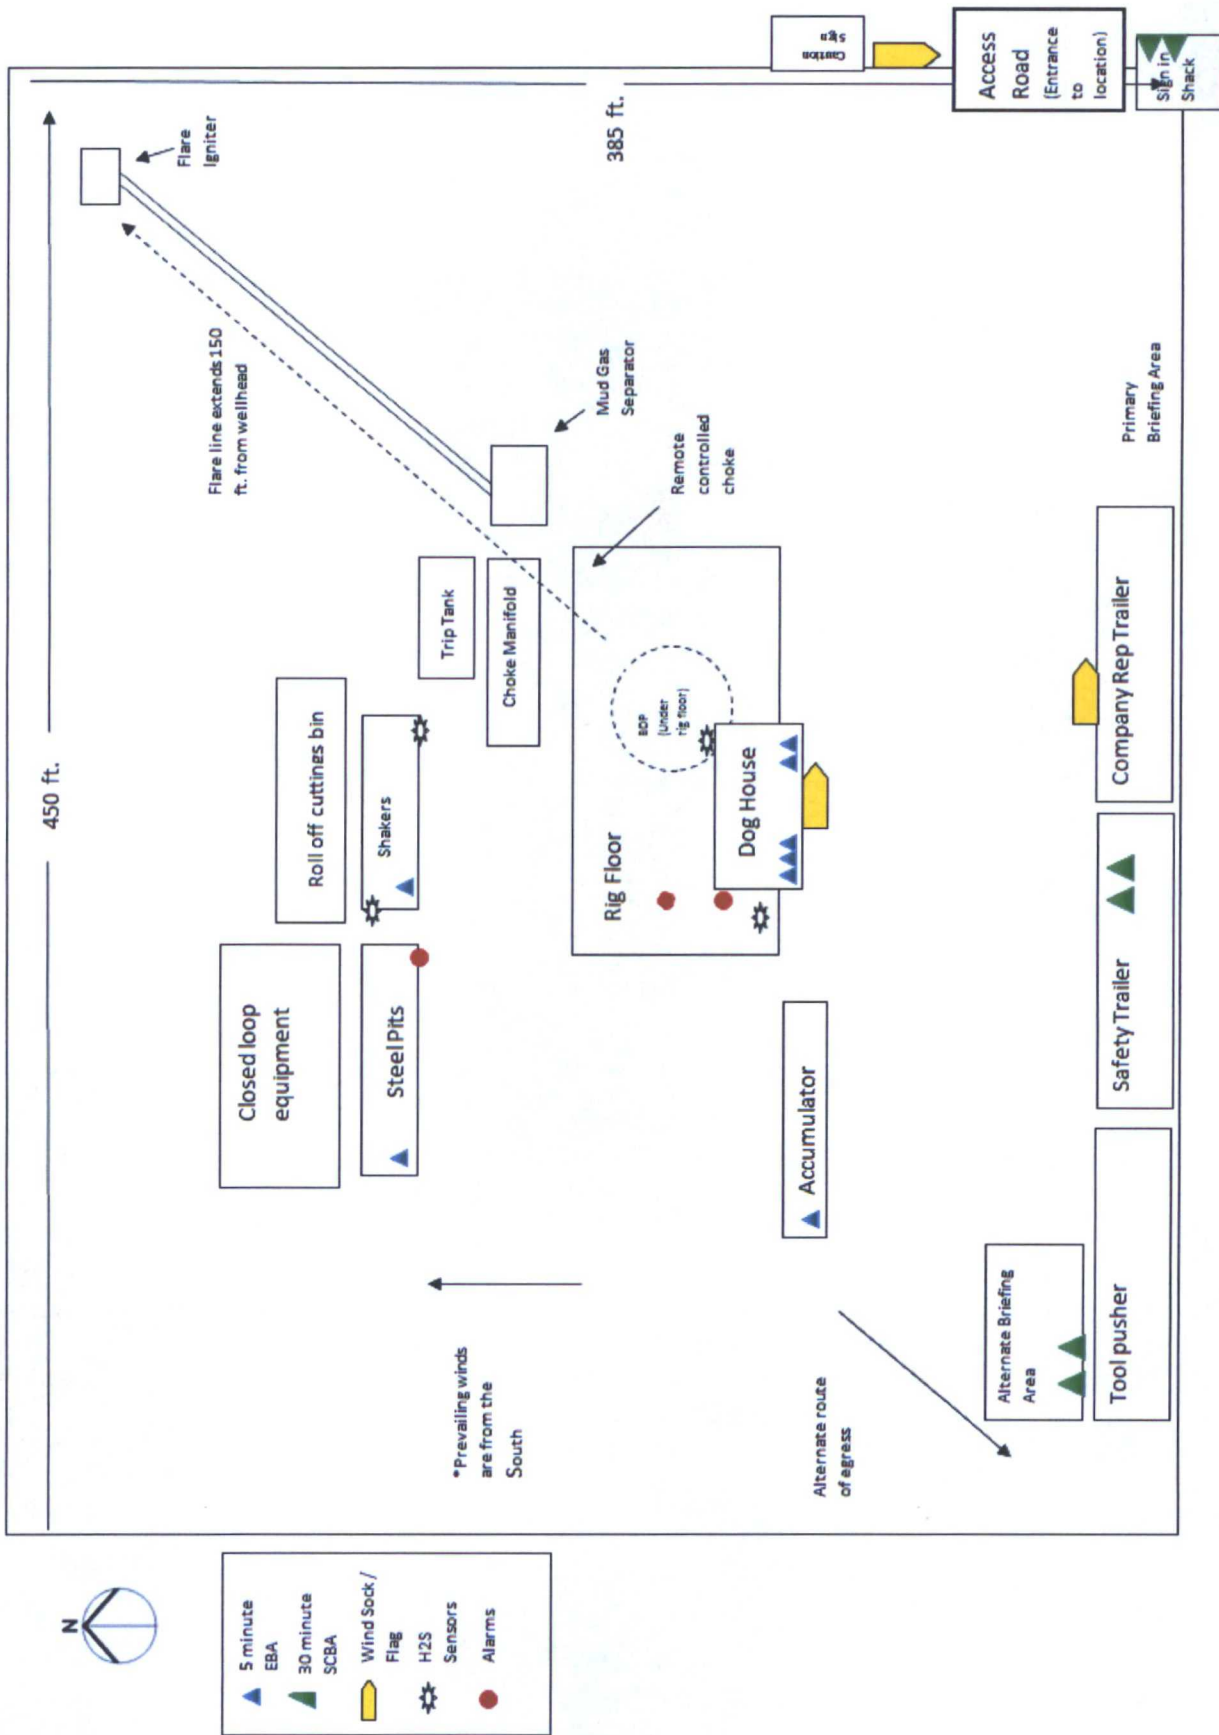 450 ft.
Flare
Igniter
Flare line extends 150
ft. from wellhead
385 ft.
Caution
sign
Access
Road
(Entrance
to
location)
Sign in
Shack
Mud Gas
Separator
Remote
controlled
choke
Primary
Briefing Area
Trip Tank
Choke Manifold
Roll off cuttings bin
Shakers
BOP
(Under
rig floor)
Rig Floor
Dog House
Company Rep Trailer
Closed loop
equipment
Steel Pits
Accumulator
Safety Trailer
*Prevailing winds
are from the
South
Alternate route
of egress
Alternate Briefing
Area
Tool pusher
N
5 minute
EBA
30 minute
SCBA
Wind Sock /
Flag
H2S
Sensors
Alarms